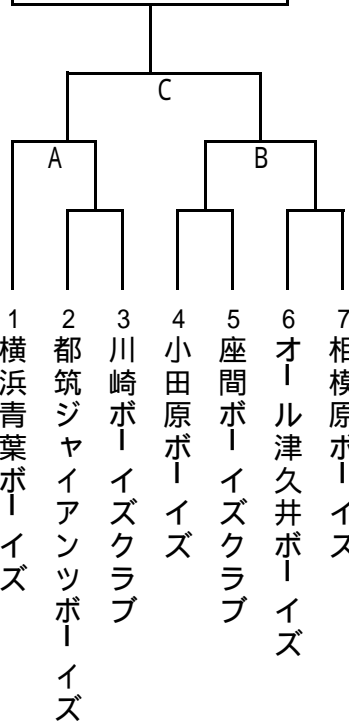 C
A
B
1
2
3
4
5
6
7
横浜青葉ボーイズ
都筑ジャイアンツボーイズ
川崎ボーイズクラブ
小田原ボーイズ
座間ボーイズクラブ
オール津久井ボーイズ
相模原ボーイズ